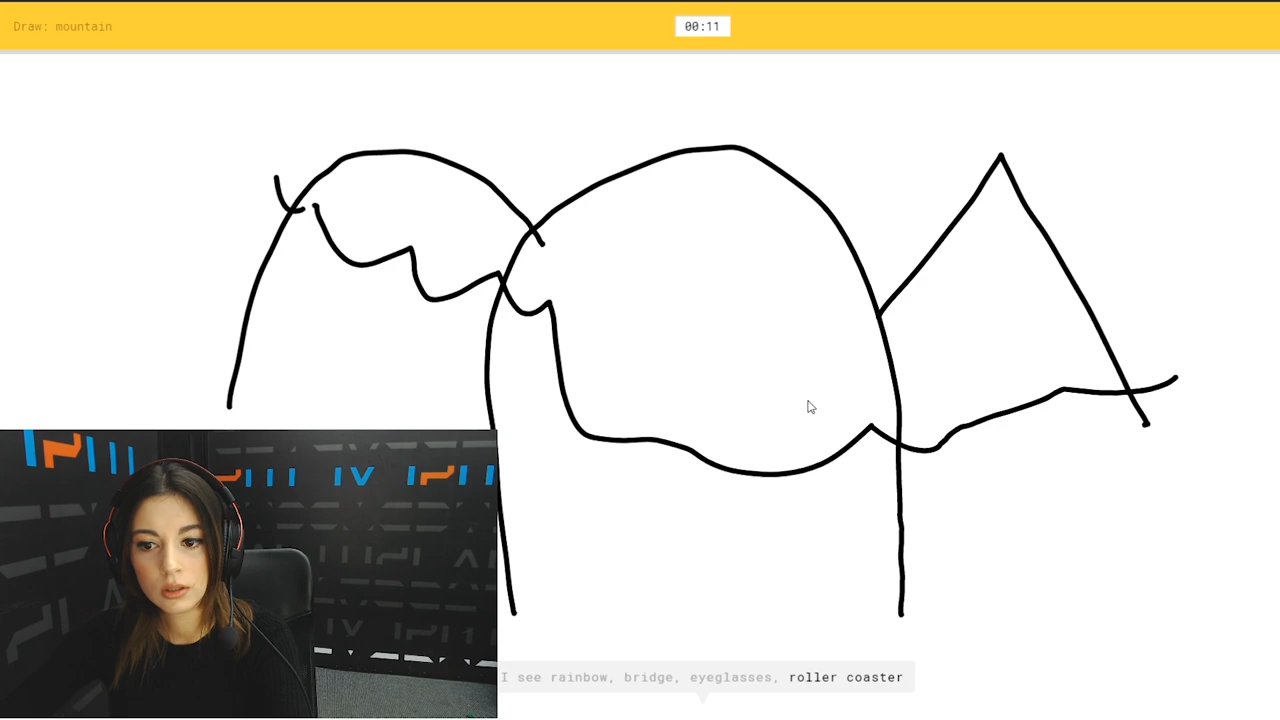 Draw: mountain
00:11
I see rainbow, bridge, eyeglasses, roller coaster